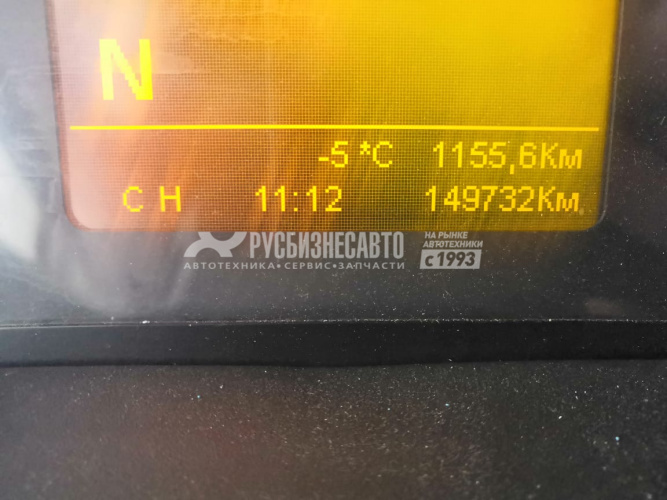 N
-5 *C 1155,6Км
C H 11:12 149732Км
РУСБИЗНЕСАВТО
АВТОТЕХНИКА • СЕРВИС • ЗАПЧАСТИ
НА РЫНКЕ
АВТОТЕХНИКИ
с 1993